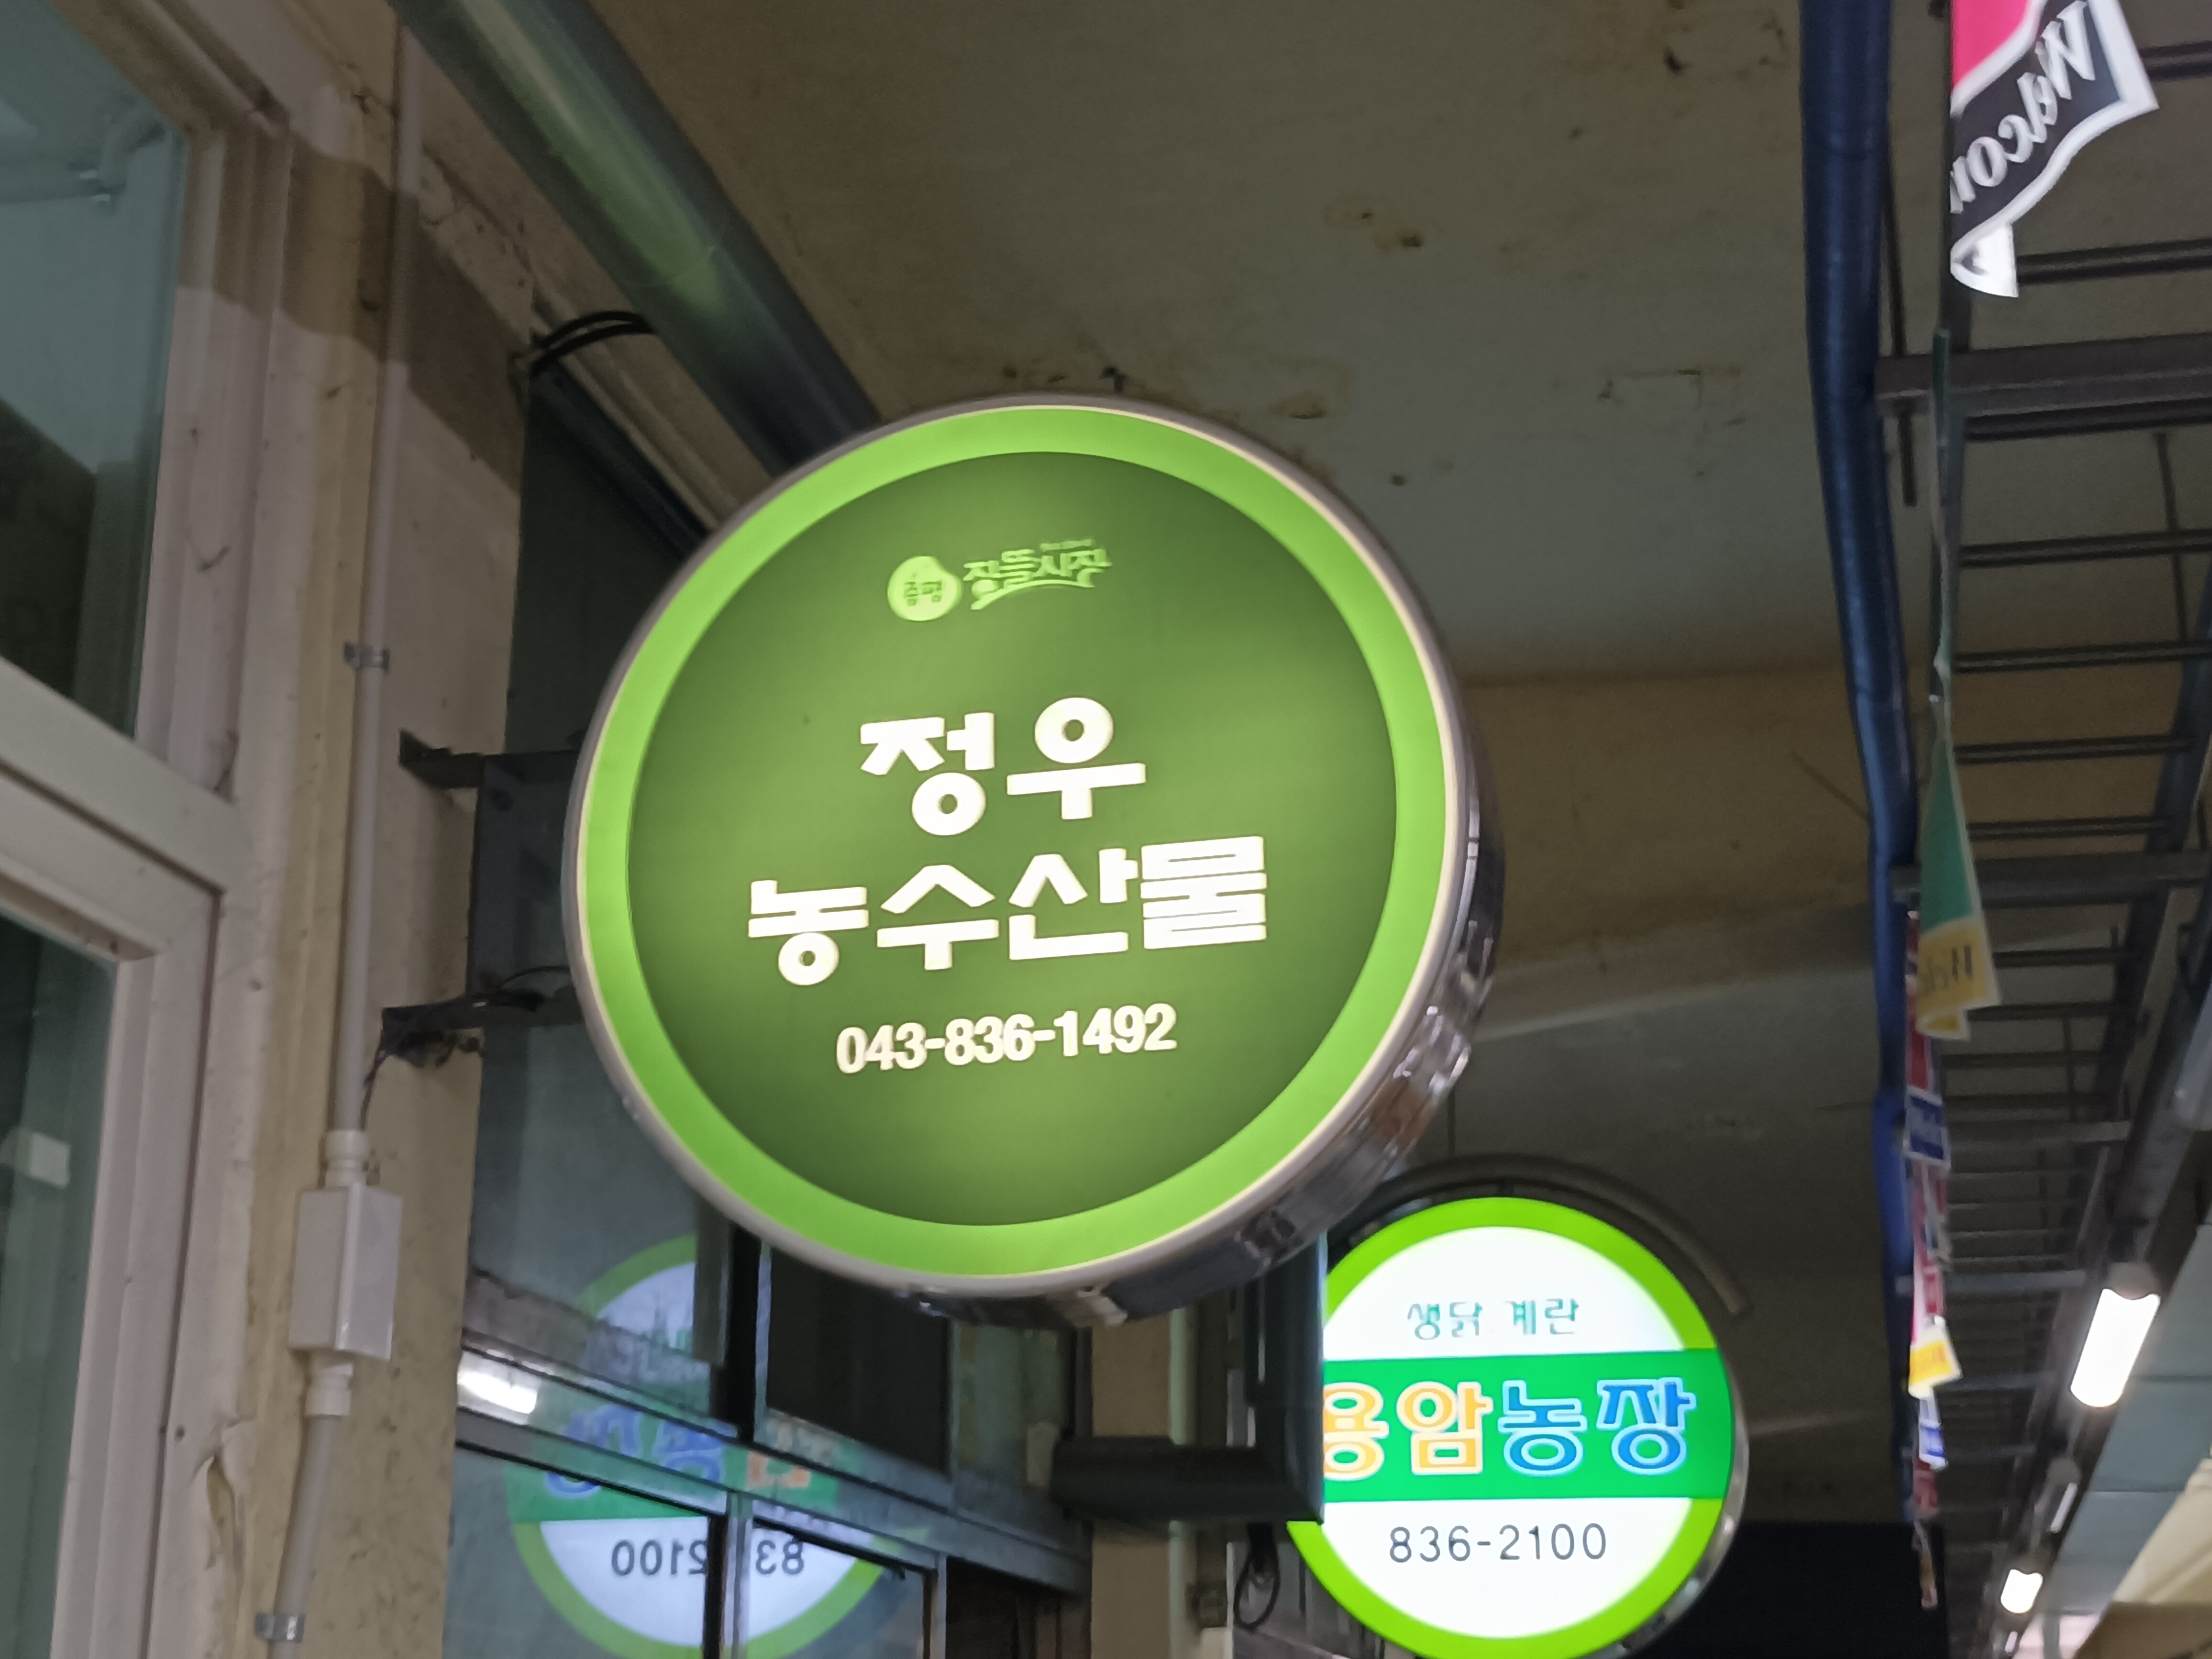 증평 장뜰시장
정우
농수산물
043-836-1492
생닭 계란
용암농장
836-2100
Welcom